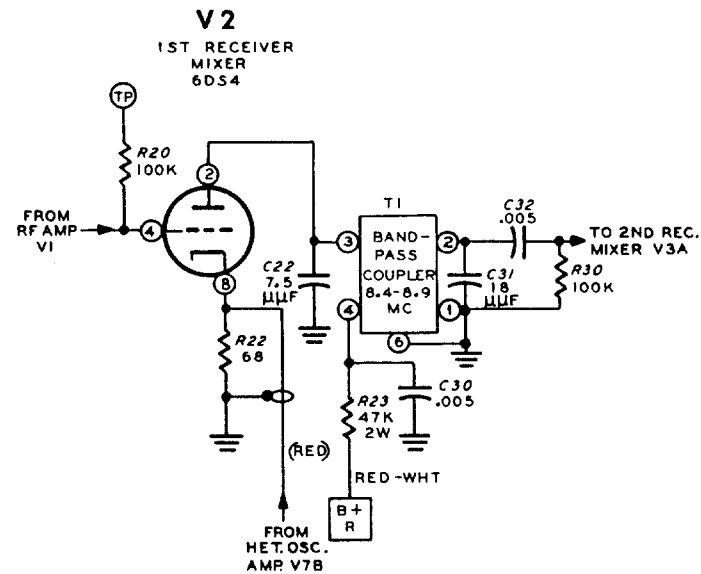 V2
1ST RECEIVER
MIXER
6DS4
TP
R20
100K
2
FROM
RF AMP
V1
4
8
C22
7.5
µµF
R22
68
(RED)
FROM
HET. OSC.
AMP. V7B
T1
3
BAND-
PASS
COUPLER
8.4-8.9
MC
2
4
1
6
C32
.005
TO 2ND REC.
MIXER V3A
C31
18
µµF
R30
100K
R23
47K
2W
C30
.005
RED-WHT
B+
R